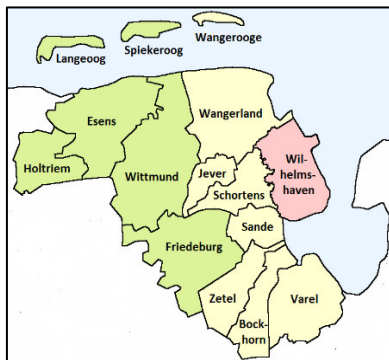 Wangerooge
Spiekeroog
Langeoog
Wangerland
Esens
Wil-
helms-
haven
Holtriem
Jever
Wittmund
Schortens
Sande
Friedeburg
Zetel
Varel
Bock-
horn